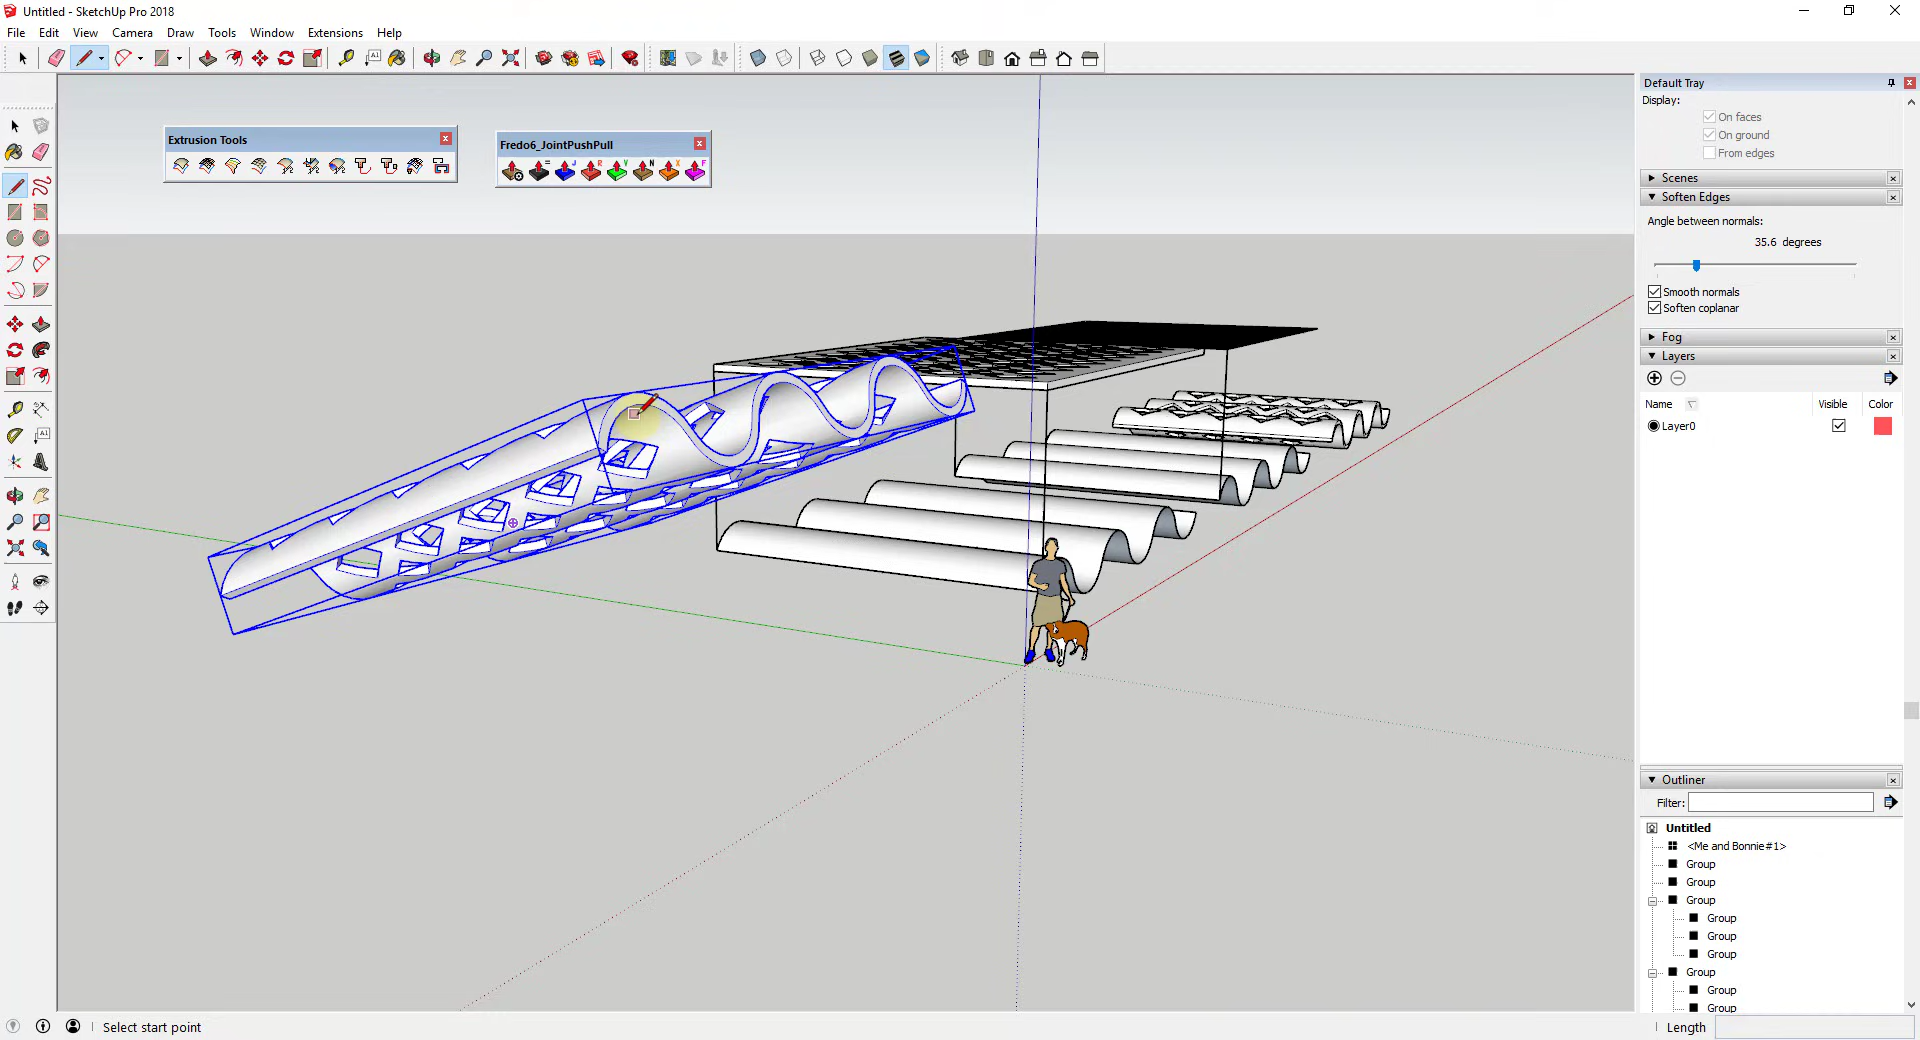 Untitled - SketchUp Pro 2018
File Edit View Camera Draw Tools Window Extensions Help
Default Tray
Display:
On faces
On ground
From edges
Scenes
Soften Edges
Angle between normals:
35.6 degrees
Smooth normals
Soften coplanar
Fog
Layers
Name Visible Color
Layer0
Extrusion Tools
Fredo6_JointPushPull
Outliner
Filter:
Untitled
<Me and Bonnie#1>
Group
Group
Group
Group
Group
Group
Group
Group
Group
Select start point
Length